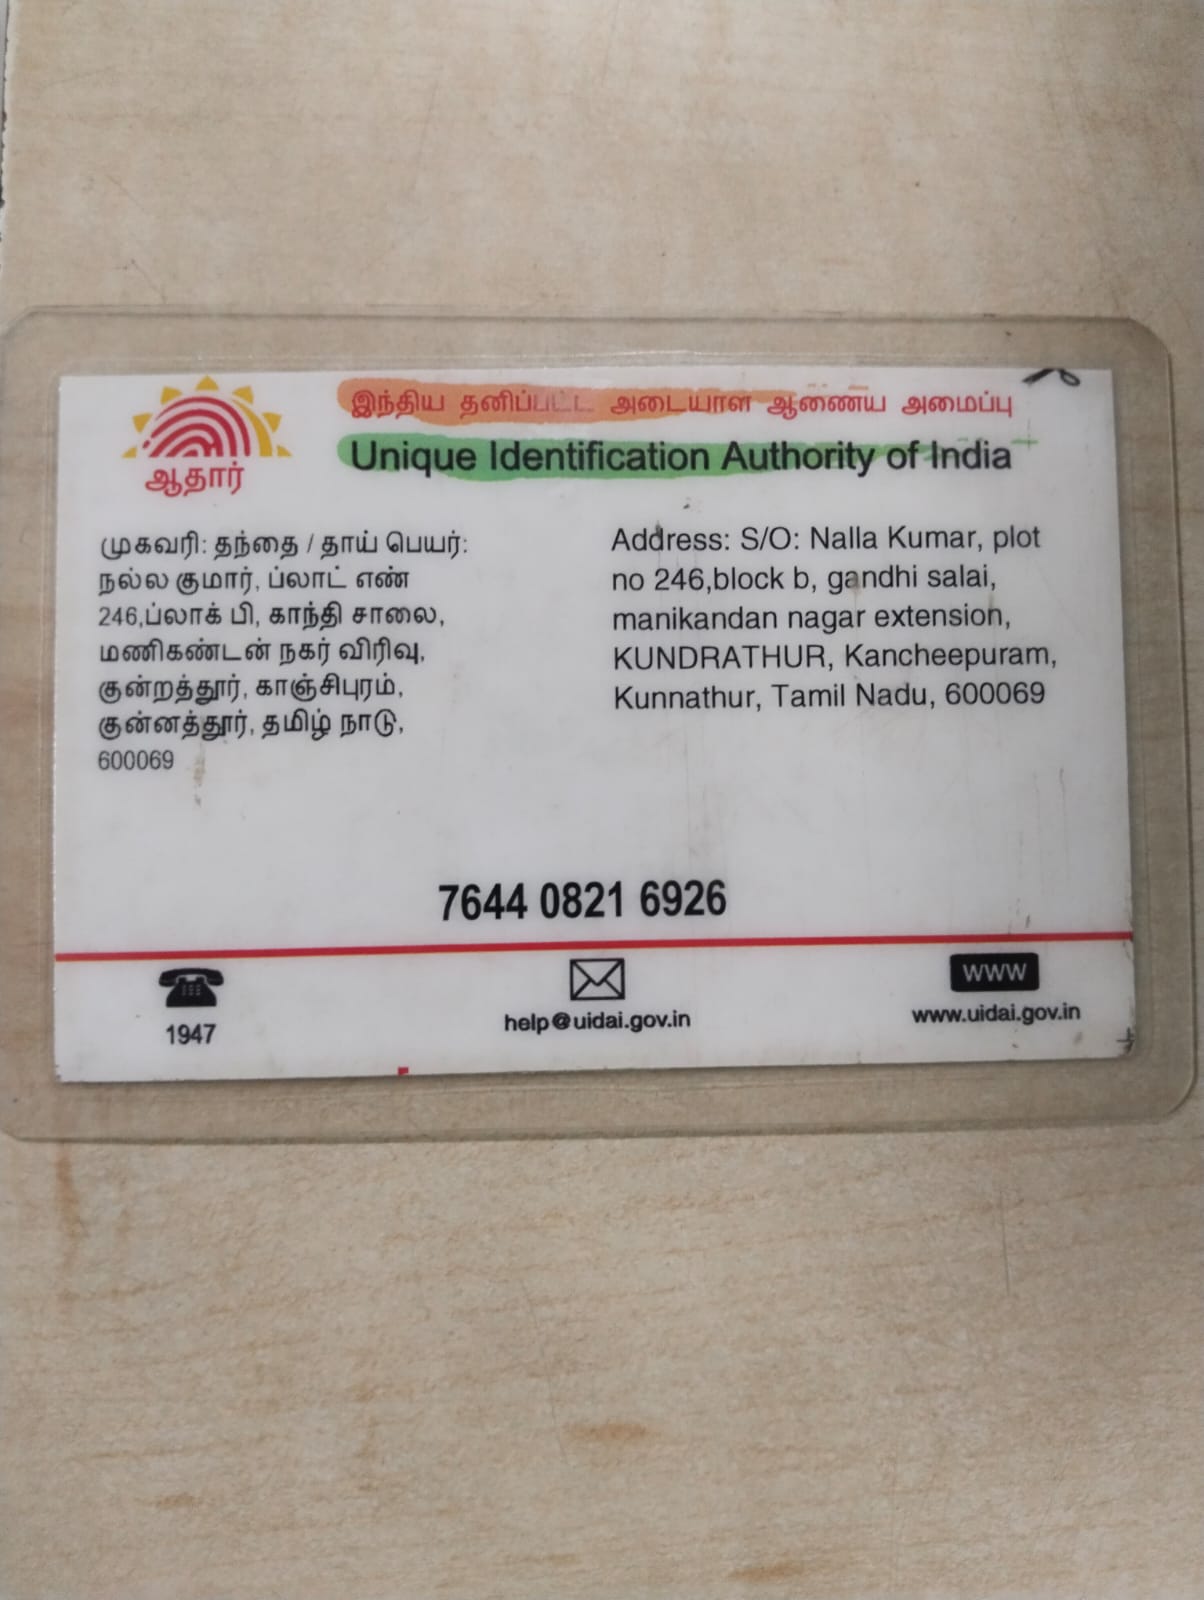 ஆதார்
இந்திய தனிப்பட்ட அடையாள ஆணைய அமைப்பு
Unique Identification Authority of India
முகவரி: தந்தை / தாய் பெயர்:
நல்ல குமார், ப்லாட் எண்
246,ப்லாக் பி, காந்தி சாலை,
மணிகண்டன் நகர் விரிவு,
குன்றத்தூர், காஞ்சிபுரம்,
குன்னத்தூர், தமிழ் நாடு,
600069
Address: S/O: Nalla Kumar, plot
no 246,block b, gandhi salai,
manikandan nagar extension,
KUNDRATHUR, Kancheepuram,
Kunnathur, Tamil Nadu, 600069
7644 0821 6926
1947
help@uidai.gov.in
WWW
www.uidai.gov.in